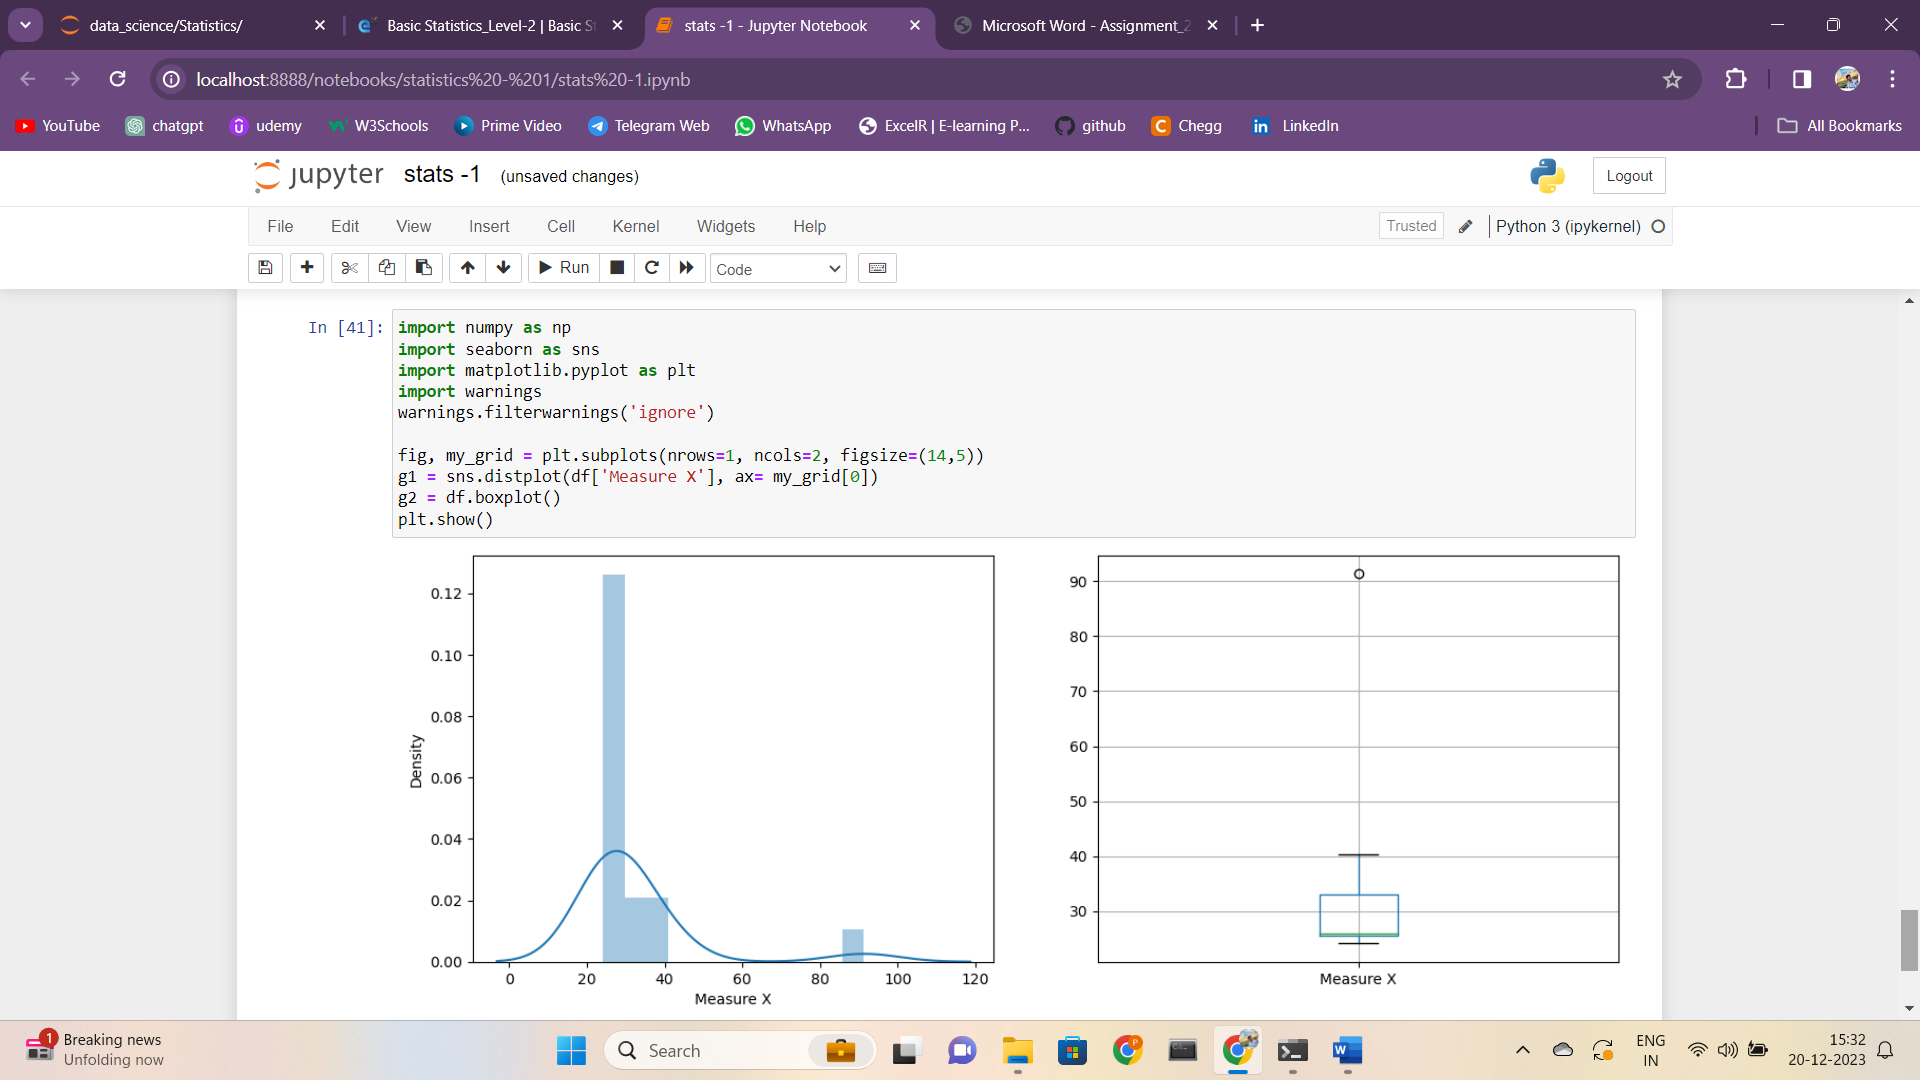 data_science/Statistics/
Basic Statistics_Level-2 | Basic S
stats -1 - Jupyter Notebook
Microsoft Word - Assignment_2
localhost:8888/notebooks/statistics%20-%201/stats%20-1.ipynb
YouTube
chatgpt
udemy
W3Schools
Prime Video
Telegram Web
WhatsApp
ExcelR | E-learning P...
github
Chegg
LinkedIn
All Bookmarks
jupyter stats -1 (unsaved changes)
Logout
File Edit View Insert Cell Kernel Widgets Help
Trusted
Python 3 (ipykernel)
Run
Code
In [41]:
import numpy as np
import seaborn as sns
import matplotlib.pyplot as plt
import warnings
warnings.filterwarnings('ignore')
fig, my_grid = plt.subplots(nrows=1, ncols=2, figsize=(14,5))
g1 = sns.distplot(df['Measure X'], ax= my_grid[0])
g2 = df.boxplot()
plt.show()
0.12
0.10
0.08
0.06
0.04
0.02
0.00
Density
0 20 40 60 80 100 120
Measure X
90
80
70
60
50
40
30
Measure X
1
Breaking news
Unfolding now
Search
ENG
IN
15:32
20-12-2023